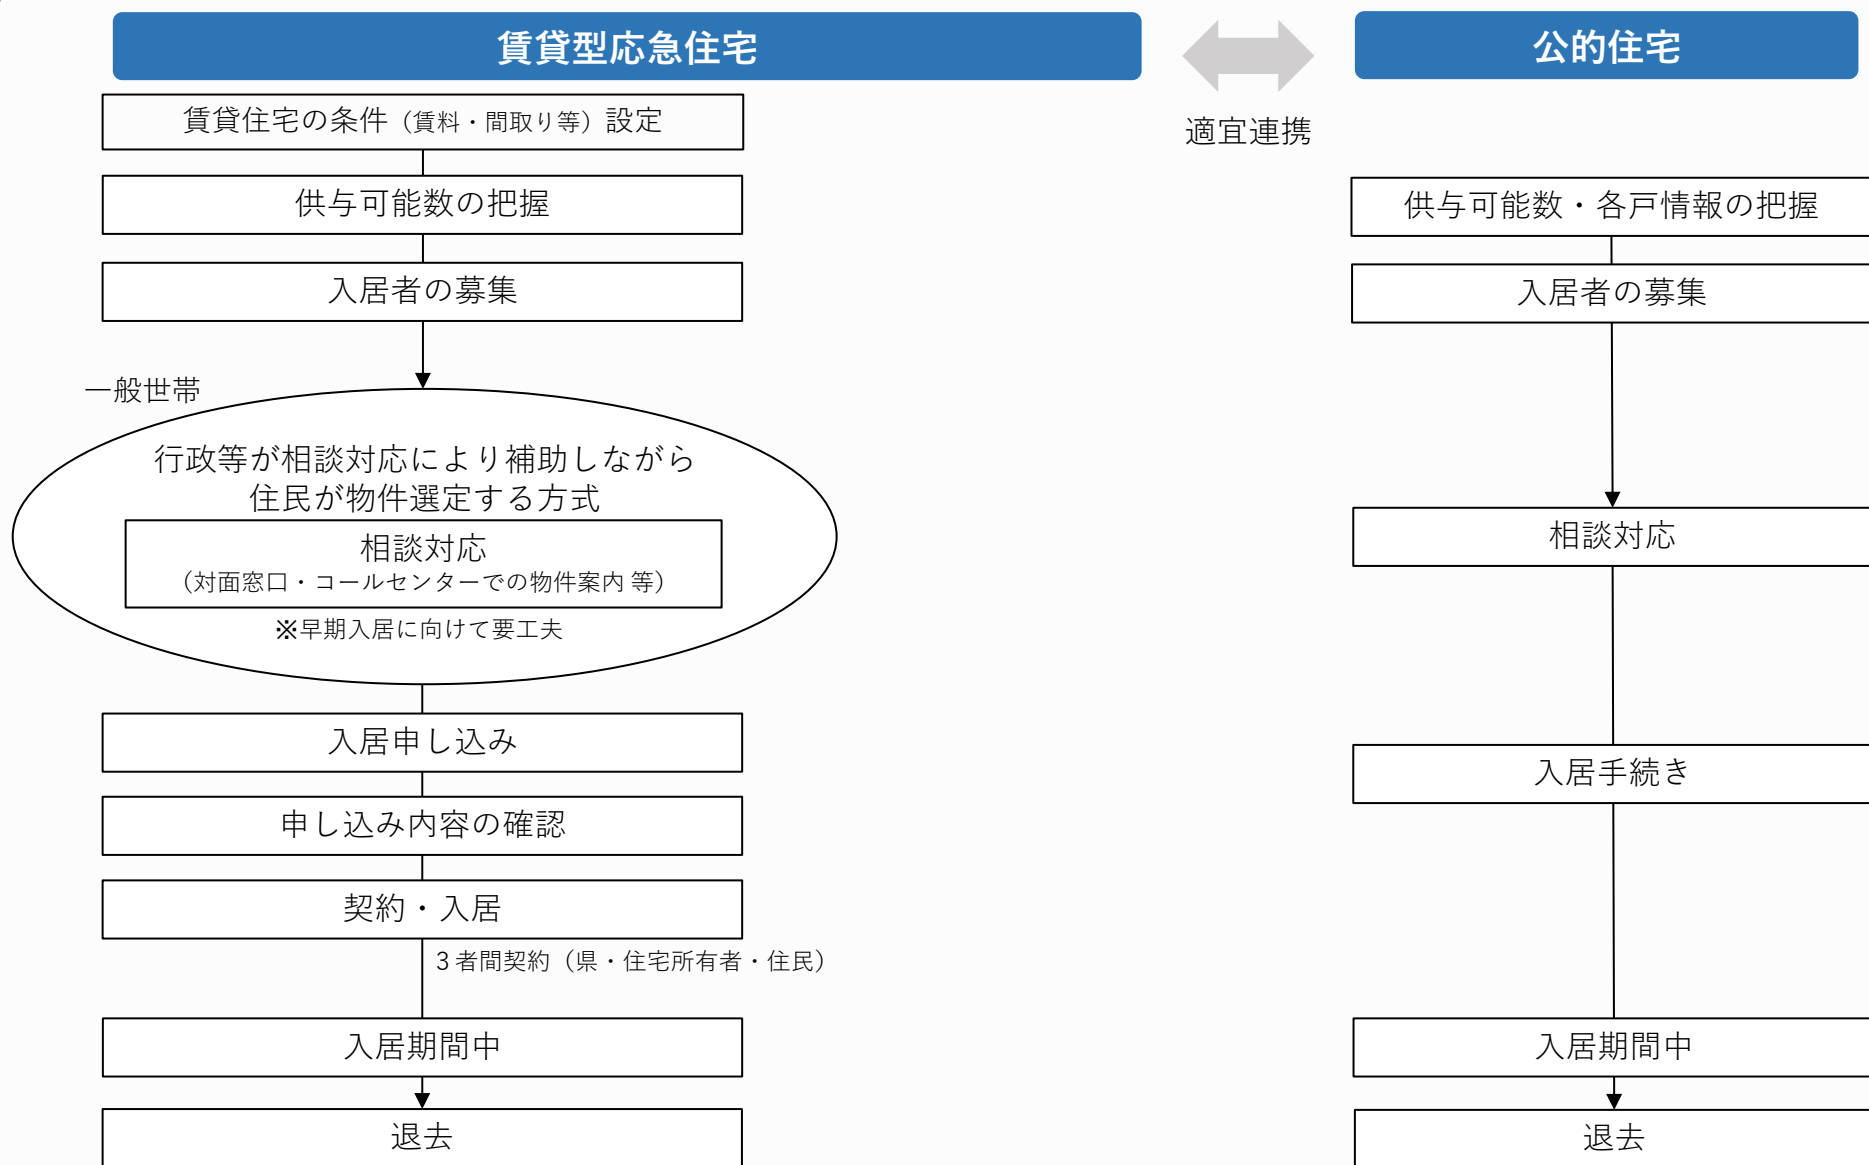 賃貸型応急住宅
賃貸住宅の条件（賃料・間取り等）設定
供与可能数の把握
入居者の募集
一般世帯
行政等が相談対応により補助しながら
住民が物件選定する方式
相談対応
（対面窓口・コールセンターでの物件案内 等）
※早期入居に向けて要工夫
入居申し込み
申し込み内容の確認
契約・入居
３者間契約（県・住宅所有者・住民）
入居期間中
退去
適宜連携
公的住宅
供与可能数・各戸情報の把握
入居者の募集
相談対応
入居手続き
入居期間中
退去